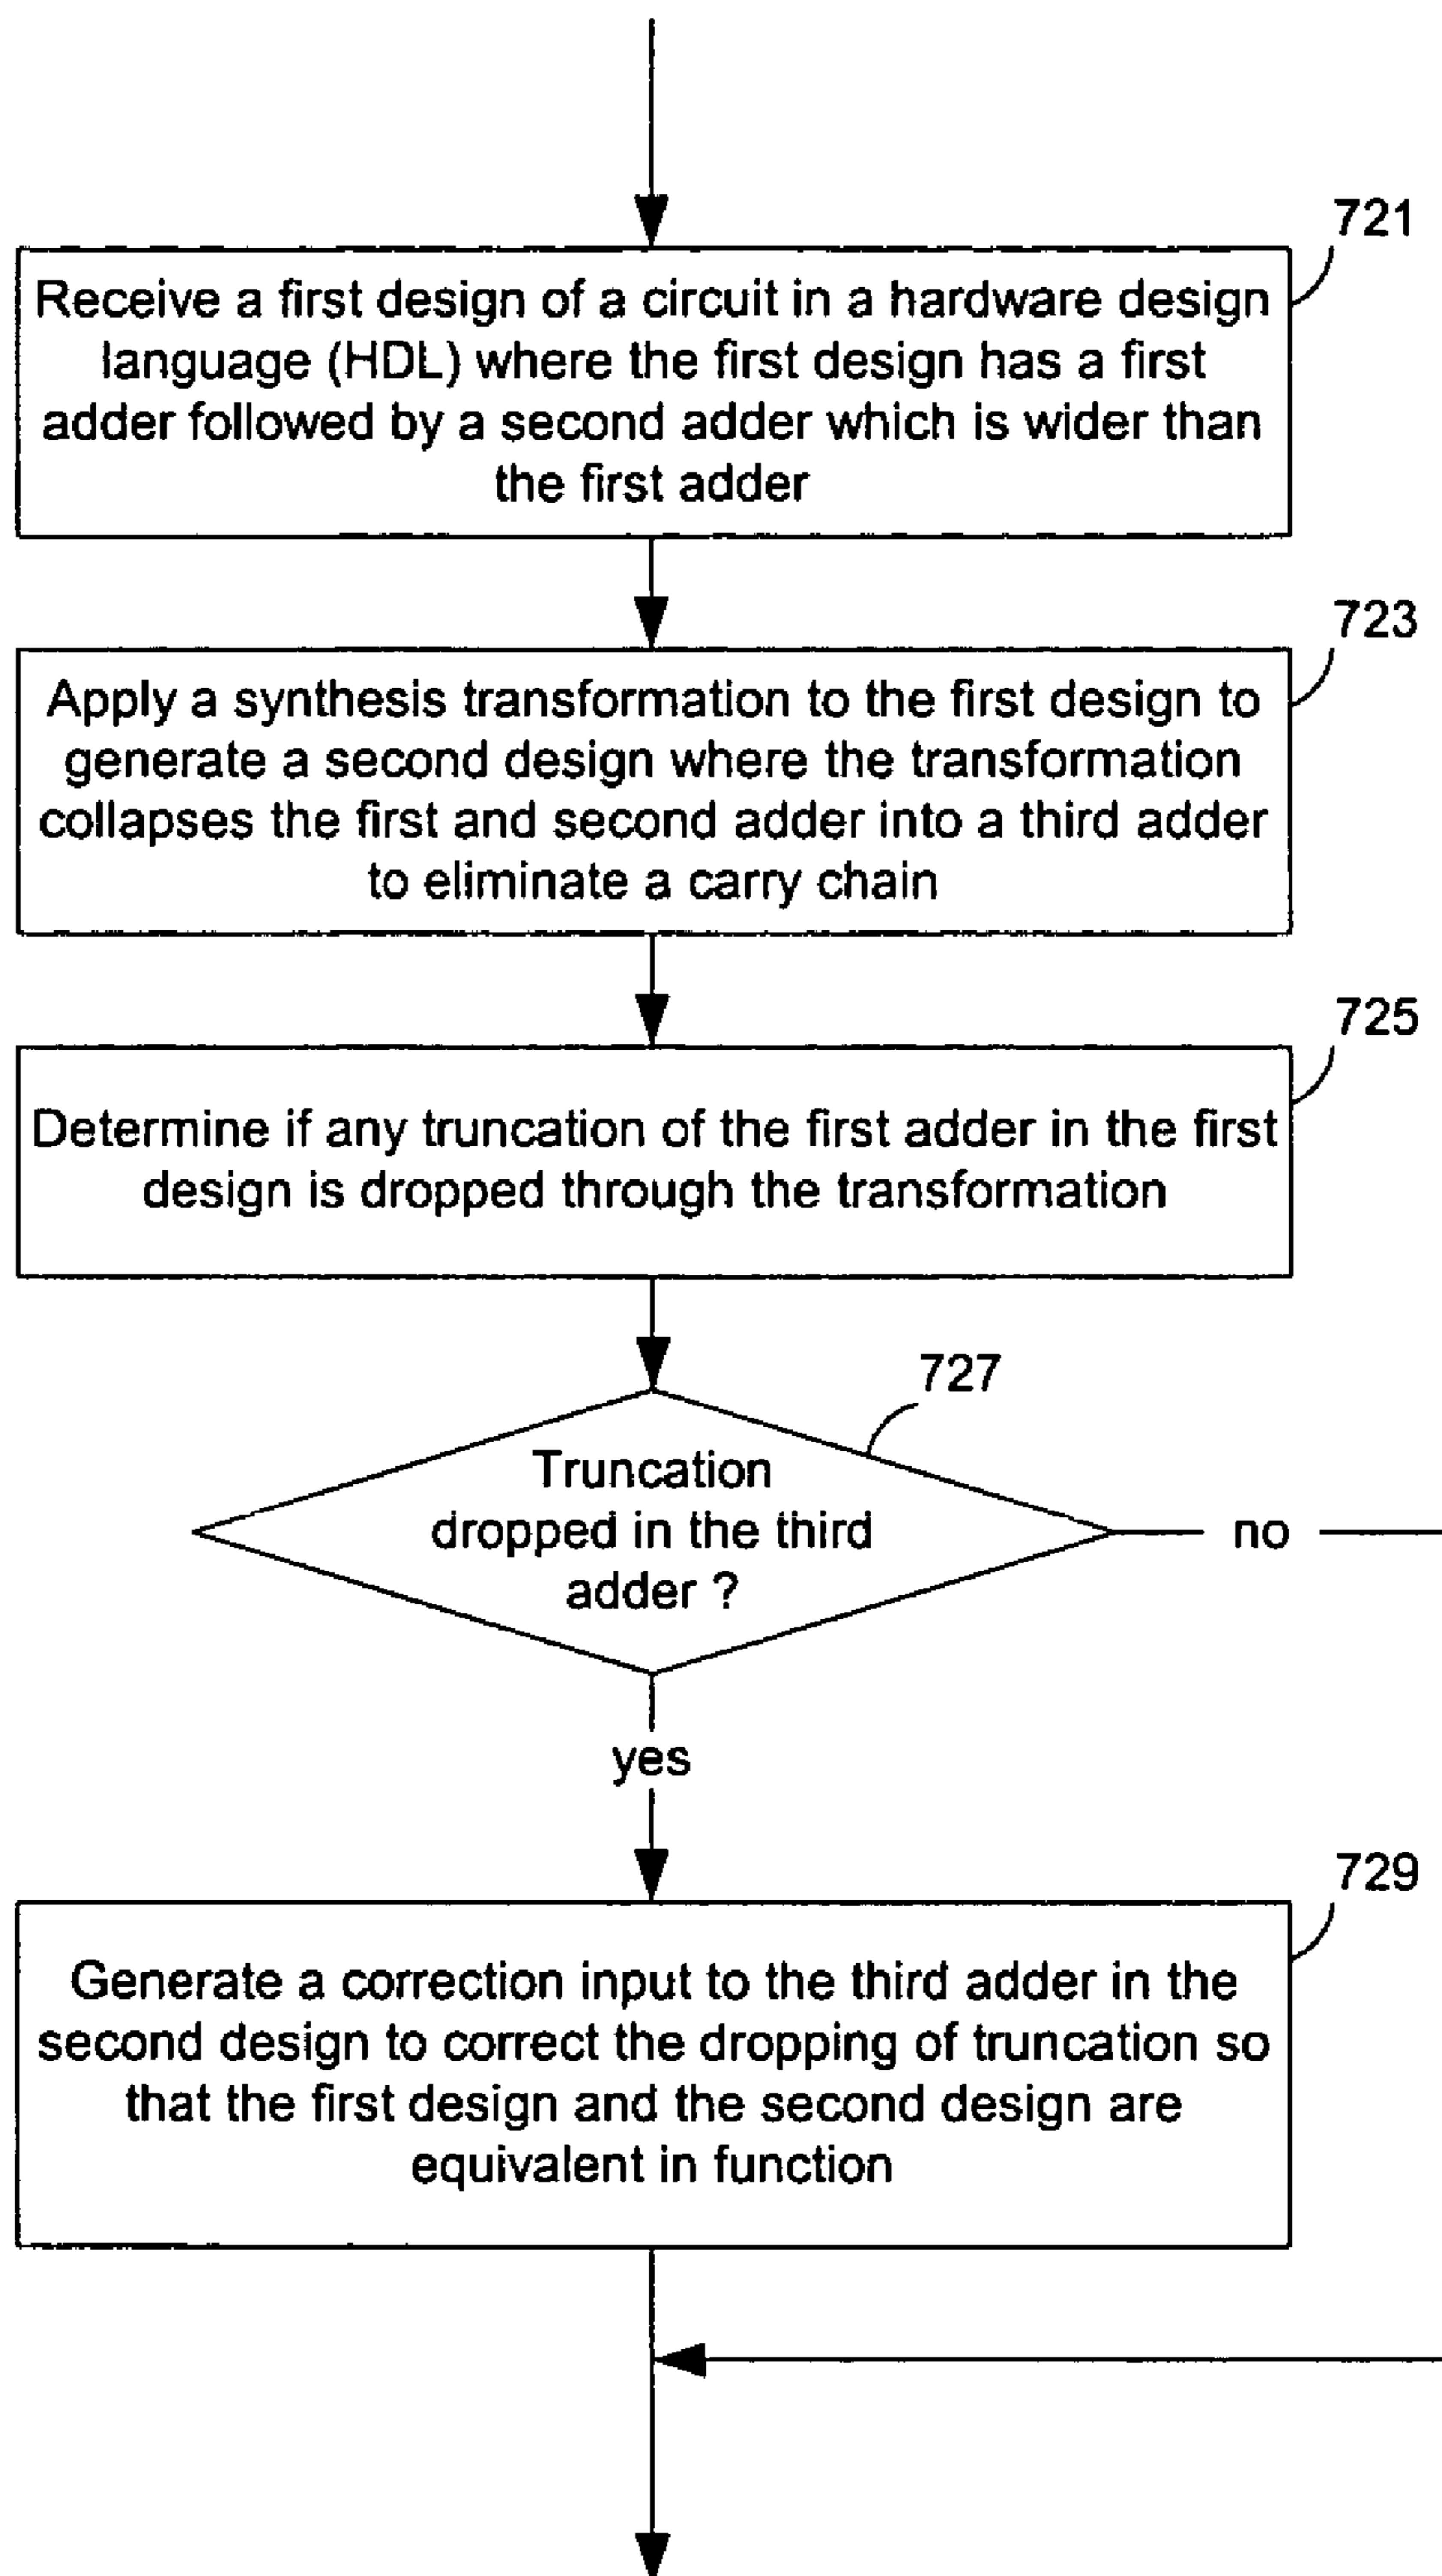 721
Receive a first design of a circuit in a hardware design
language (HDL) where the first design has a first
adder followed by a second adder which is wider than
the first adder
723
Apply a synthesis transformation to the first design to
generate a second design where the transformation
collapses the first and second adder into a third adder
to eliminate a carry chain
725
Determine if any truncation of the first adder in the first
design is dropped through the transformation
727
Truncation
dropped in the third
adder ?
no
yes
729
Generate a correction input to the third adder in the
second design to correct the dropping of truncation so
that the first design and the second design are
equivalent in function